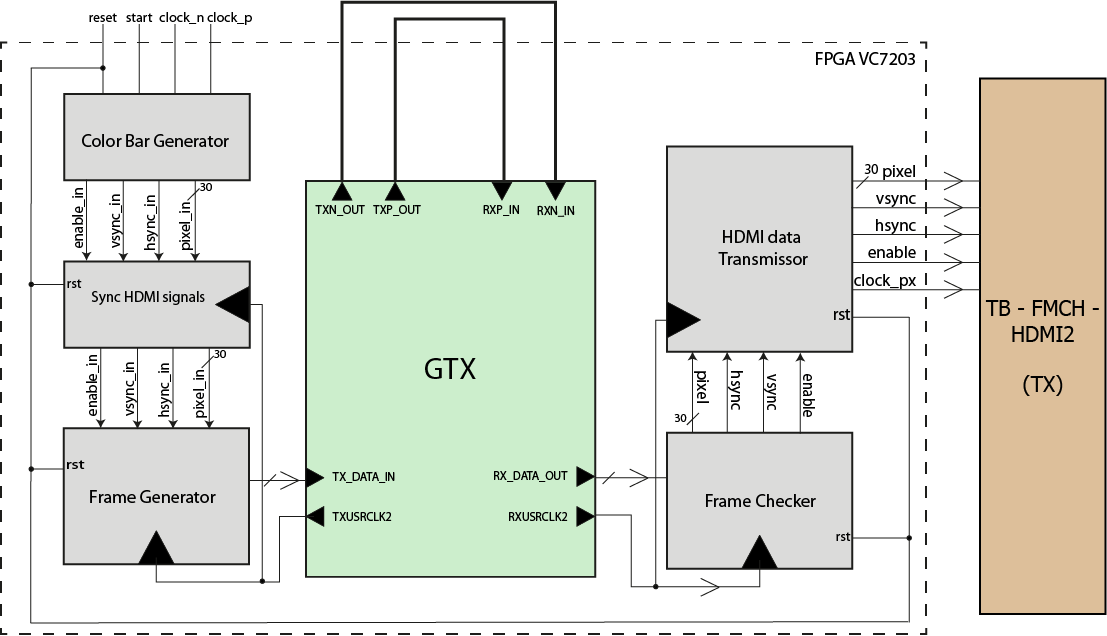 reset start clock_n clock_p
FPGA VC7203
Color Bar Generator
30
enable_in
vsync_in
hsync_in
pixel_in
rst
Sync HDMI signals
30
enable_in
vsync_in
hsync_in
pixel_in
rst
Frame Generator
TXN_OUT TXP_OUT RXP_IN RXN_IN
GTX
TX_DATA_IN
RX_DATA_OUT
TXUSRCLK2
RXUSRCLK2
HDMI data
Transmissor
rst
30 pixel
vsync
hsync
enable
clock_px
pixel
hsync
vsync
enable
30
Frame Checker
rst
TB - FMCH -
HDMI2
(TX)